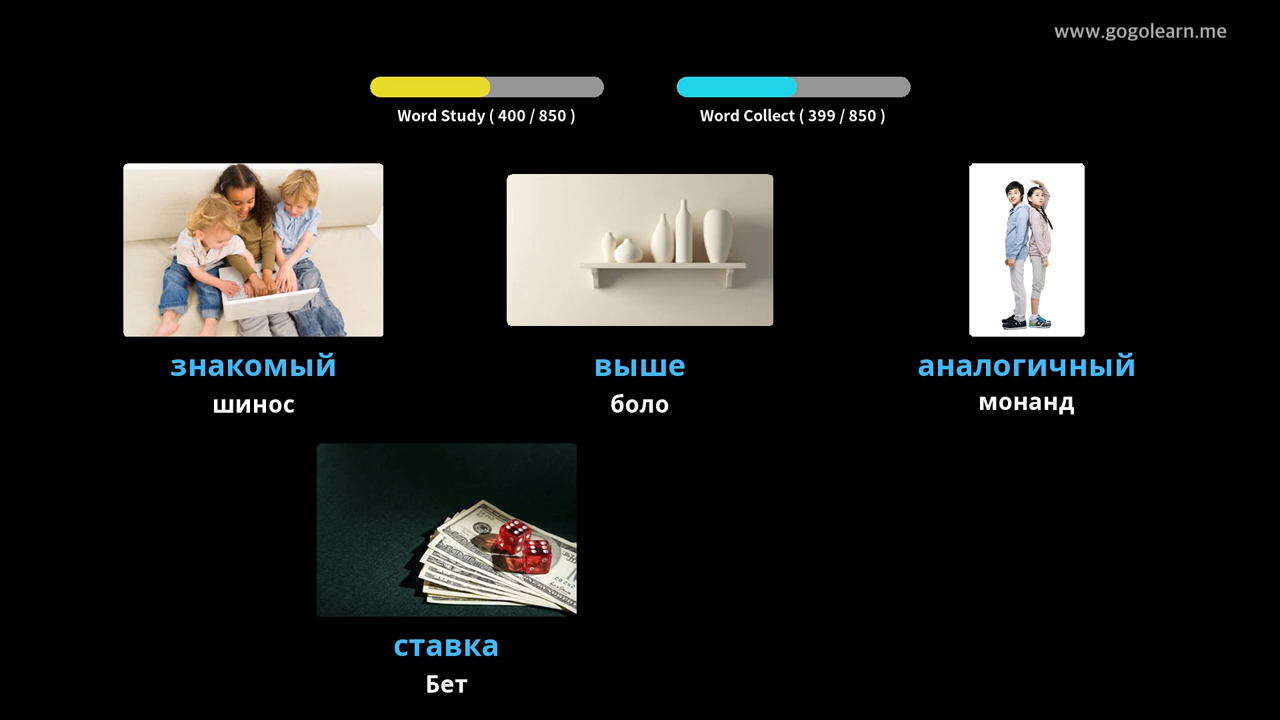 www.gogolearn.me
Word Study ( 400 / 850 )
Word Collect ( 399 / 850 )
знакомый
шинос
выше
боло
аналогичный
монанд
ставка
Бет